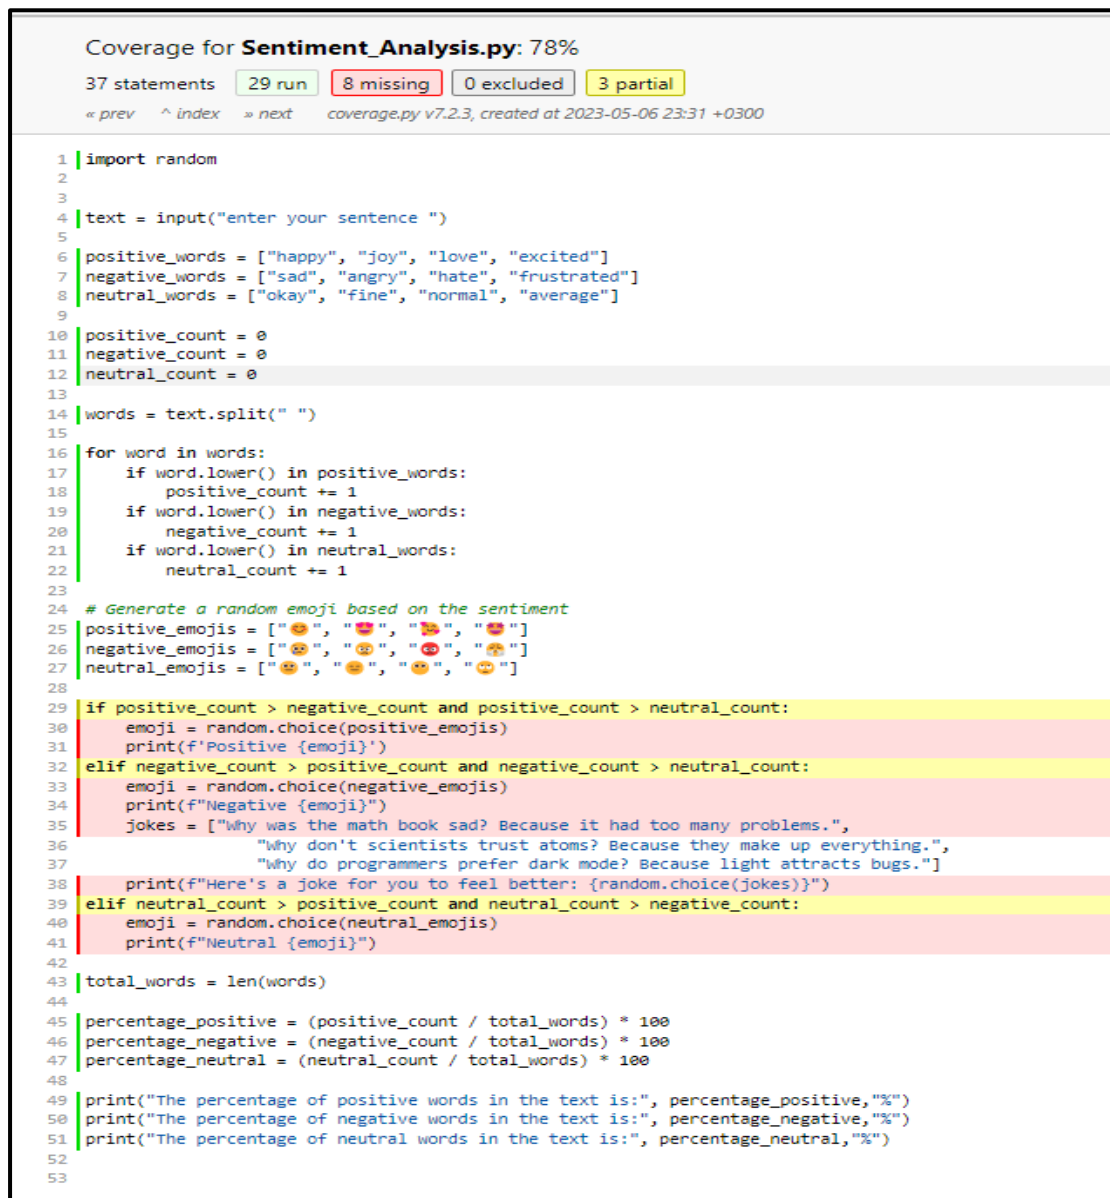 Coverage for Sentiment_Analysis.py: 78%
37 statements 29 run 8 missing 0 excluded 3 partial
« prev ^ index » next coverage.py v7.2.3, created at 2023-05-06 23:31 +0300
1 import random
2
3
4 text = input("enter your sentence ")
5
6 positive_words = ["happy", "joy", "love", "excited"]
7 negative_words = ["sad", "angry", "hate", "frustrated"]
8 neutral_words = ["okay", "fine", "normal", "average"]
9
10 positive_count = 0
11 negative_count = 0
12 neutral_count = 0
13
14 words = text.split(" ")
15
16 for word in words:
17     if word.lower() in positive_words:
18         positive_count += 1
19     if word.lower() in negative_words:
20         negative_count += 1
21     if word.lower() in neutral_words:
22         neutral_count += 1
23
24 # Generate a random emoji based on the sentiment
25 positive_emojis = ["😊", "😍", "🥰", "🤩"]
26 negative_emojis = ["", "", "", ""]
27 neutral_emojis = ["😐", "😑", "😶", "🙄"]
28
29 if positive_count > negative_count and positive_count > neutral_count:
30     emoji = random.choice(positive_emojis)
31     print(f'Positive {emoji}')
32 elif negative_count > positive_count and negative_count > neutral_count:
33     emoji = random.choice(negative_emojis)
34     print(f"Negative {emoji}")
35     jokes = ["Why was the math book sad? Because it had too many problems.",
36              "Why don't scientists trust atoms? Because they make up everything.",
37              "Why do programmers prefer dark mode? Because light attracts bugs."]
38     print(f"Here's a joke for you to feel better: {random.choice(jokes)}")
39 elif neutral_count > positive_count and neutral_count > negative_count:
40     emoji = random.choice(neutral_emojis)
41     print(f"Neutral {emoji}")
42
43 total_words = len(words)
44
45 percentage_positive = (positive_count / total_words) * 100
46 percentage_negative = (negative_count / total_words) * 100
47 percentage_neutral = (neutral_count / total_words) * 100
48
49 print("The percentage of positive words in the text is:", percentage_positive,"%")
50 print("The percentage of negative words in the text is:", percentage_negative,"%")
51 print("The percentage of neutral words in the text is:", percentage_neutral,"%")
52
53